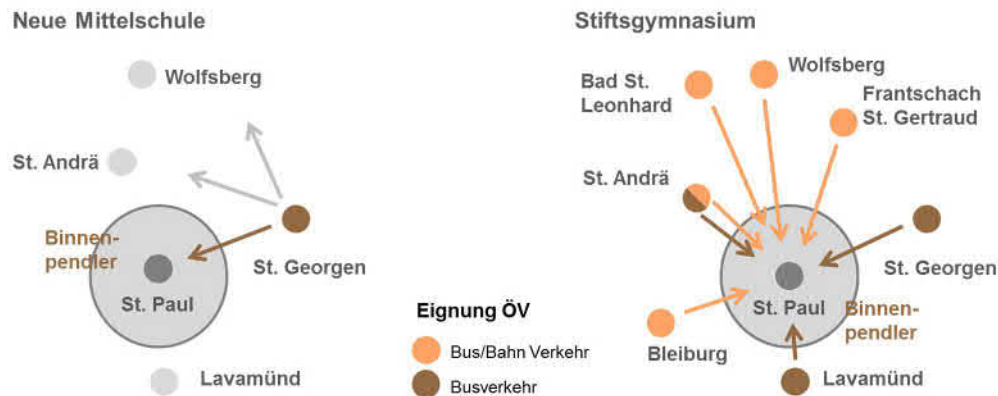 Neue Mittelschule
Wolfsberg
St. Andrä
Binnen-
pendler
St. Georgen
St. Paul
Lavamünd
Eignung ÖV
Bus/Bahn Verkehr
Busverkehr
Stiftsgymnasium
Bad St.
Leonhard
Wolfsberg
Frantschach
St. Gertraud
St. Andrä
St. Georgen
St. Paul
Binnen-
pendler
Bleiburg
Lavamünd